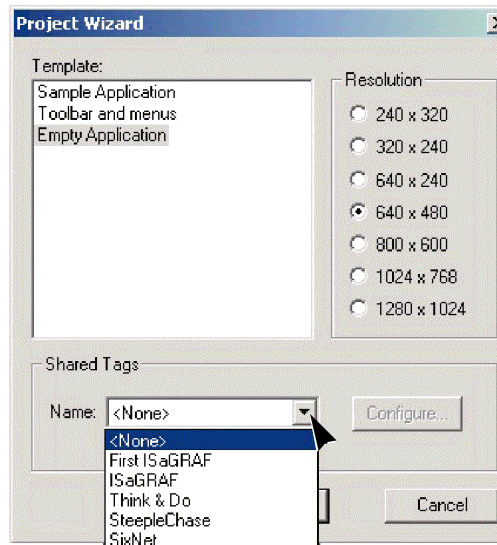 Project Wizard
Template:
Sample Application
Toolbar and menus
Empty Application
Resolution
240 x 320
320 x 240
640 x 240
640 x 480
800 x 600
1024 x 768
1280 x 1024
Shared Tags
Name: <None>
Configure...
<None>
First ISaGRAF
ISaGRAF
Think & Do
SteepleChase
SixNet
Cancel